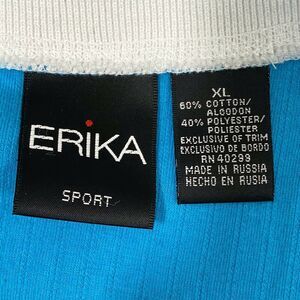 ERiKA
SPORT
XL
60% COTTON/
ALGODON
40% POLYESTER/
POLIESTER
EXCLUSIVE OF TRIM
EXCLUSIVO DE BORDO
RN 40299
MADE IN RUSSIA
HECHO EN RUSIA